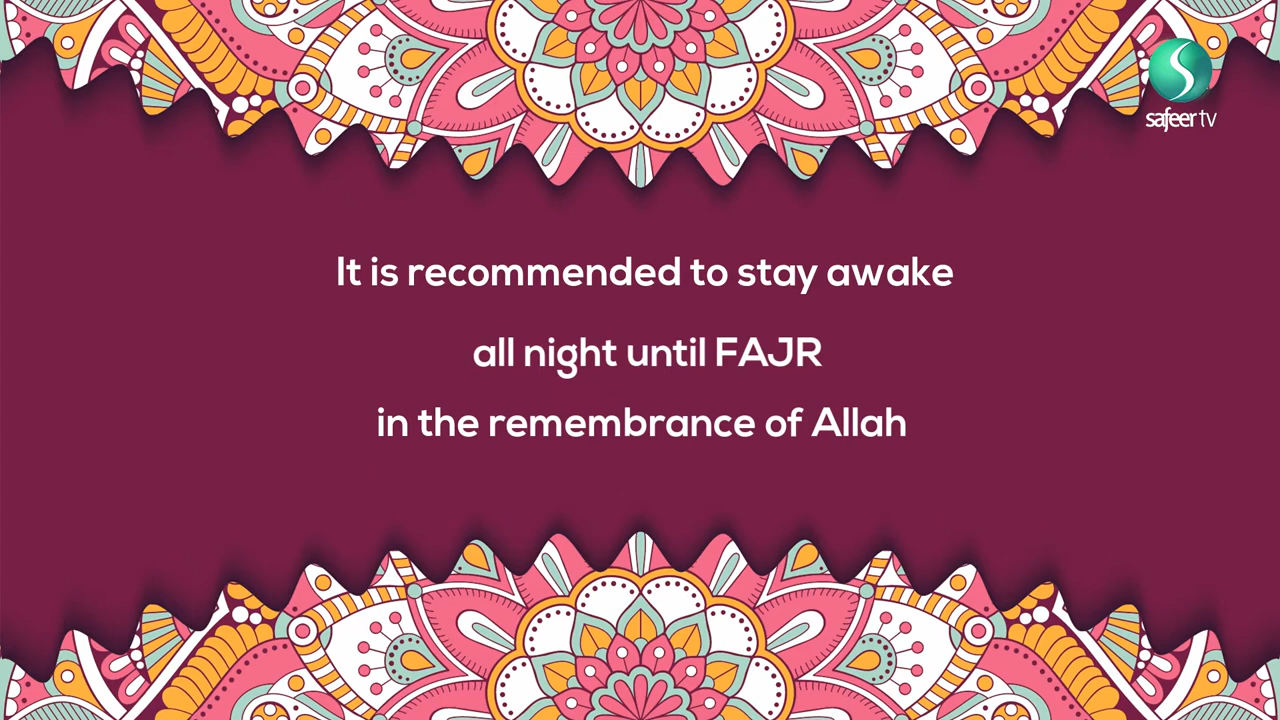 safeer tv
It is recommended to stay awake
all night until FAJR
in the remembrance of Allah